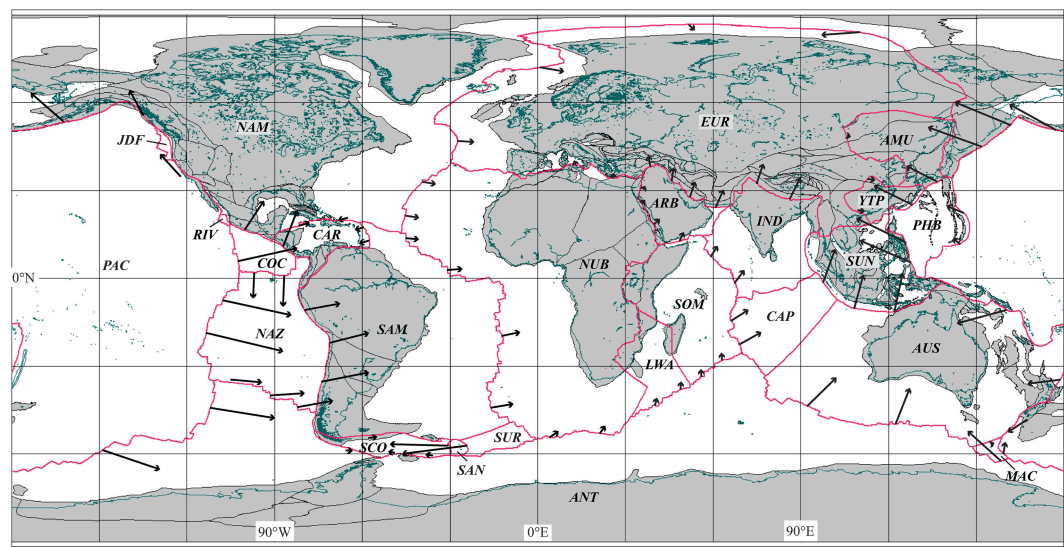 NAM
EUR
JDF
AMU
ARB
YTP
RIV
CAR
IND
PHB
COC
SUN
PAC
NUB
0°N
SOM
CAP
NAZ
SAM
AUS
LWA
SUR
SCO
SAN
MAC
ANT
90°W
0°E
90°E